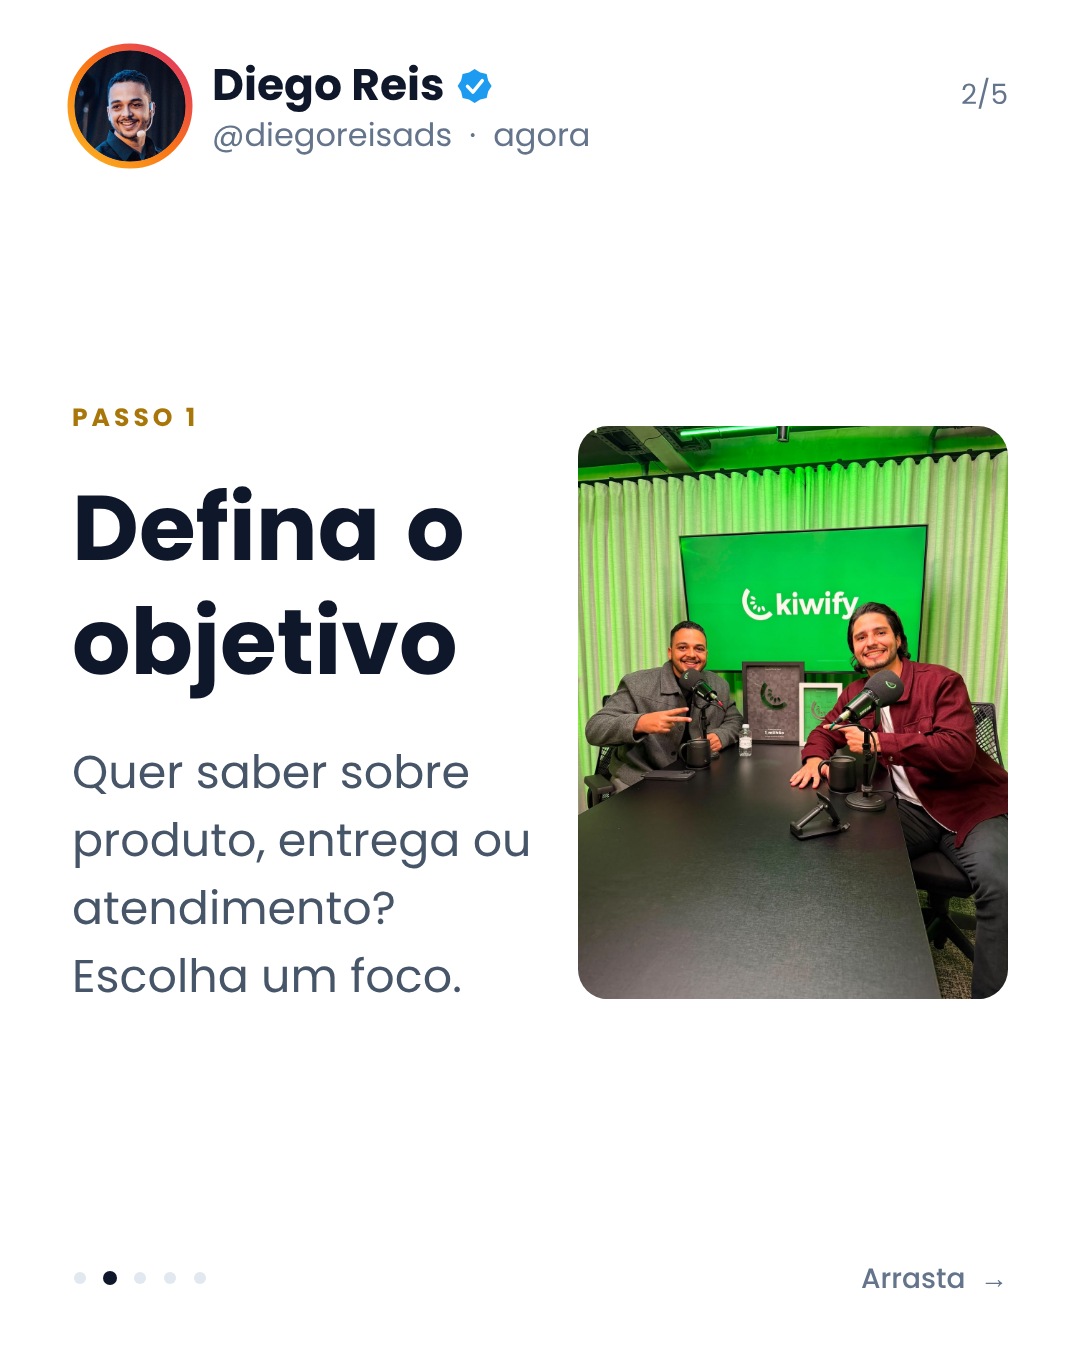 Diego Reis
@diegoreisads · agora
2/5
PASSO 1
Defina o
objetivo
Quer saber sobre
produto, entrega ou
atendimento?
Escolha um foco.
kiwify
Arrasta →